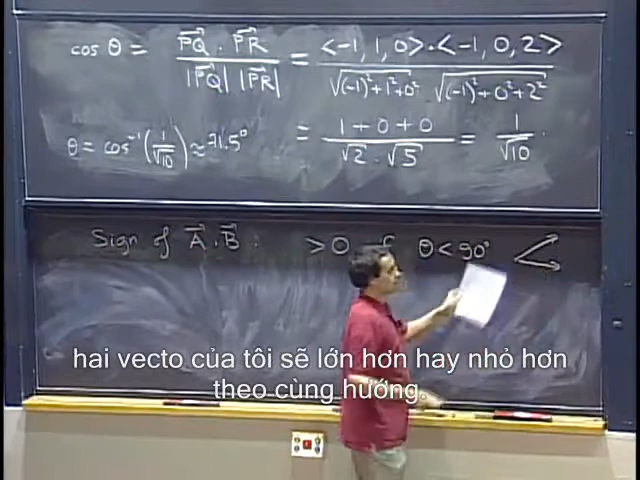 cos θ = PQ⃗ · PR⃗ / |PQ⃗| |PR⃗| = <-1, 1, 0> · <-1, 0, 2> / √((-1)²+1²+0²) √((-1)²+0²+2²)
θ = cos⁻¹(1/√10) ≈ 71.5° = 1+0+0 / √2 · √5 = 1/√10
Sign of A⃗ · B⃗ : >0 if θ < 90°
hai vecto của tôi sẽ lớn hơn hay nhỏ hơn
theo cùng hướng.